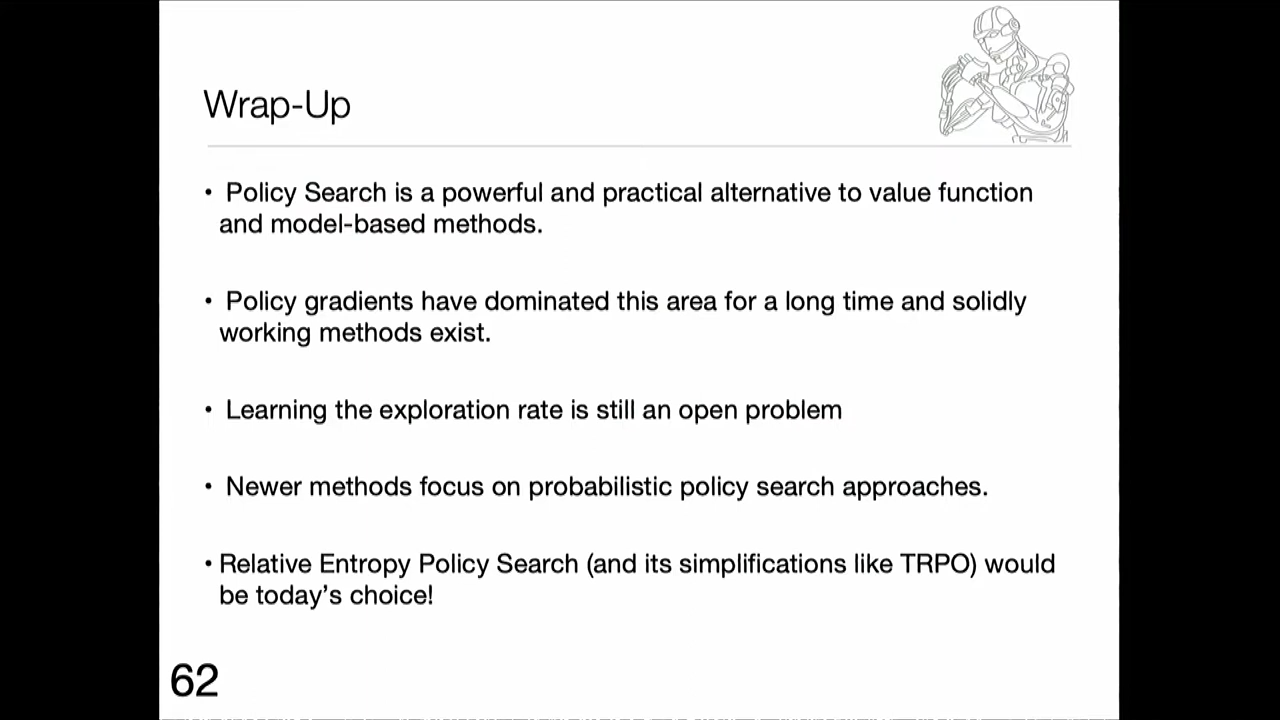 Wrap-Up
• Policy Search is a powerful and practical alternative to value function
and model-based methods.
• Policy gradients have dominated this area for a long time and solidly
working methods exist.
• Learning the exploration rate is still an open problem
• Newer methods focus on probabilistic policy search approaches.
• Relative Entropy Policy Search (and its simplifications like TRPO) would
be today's choice!
62